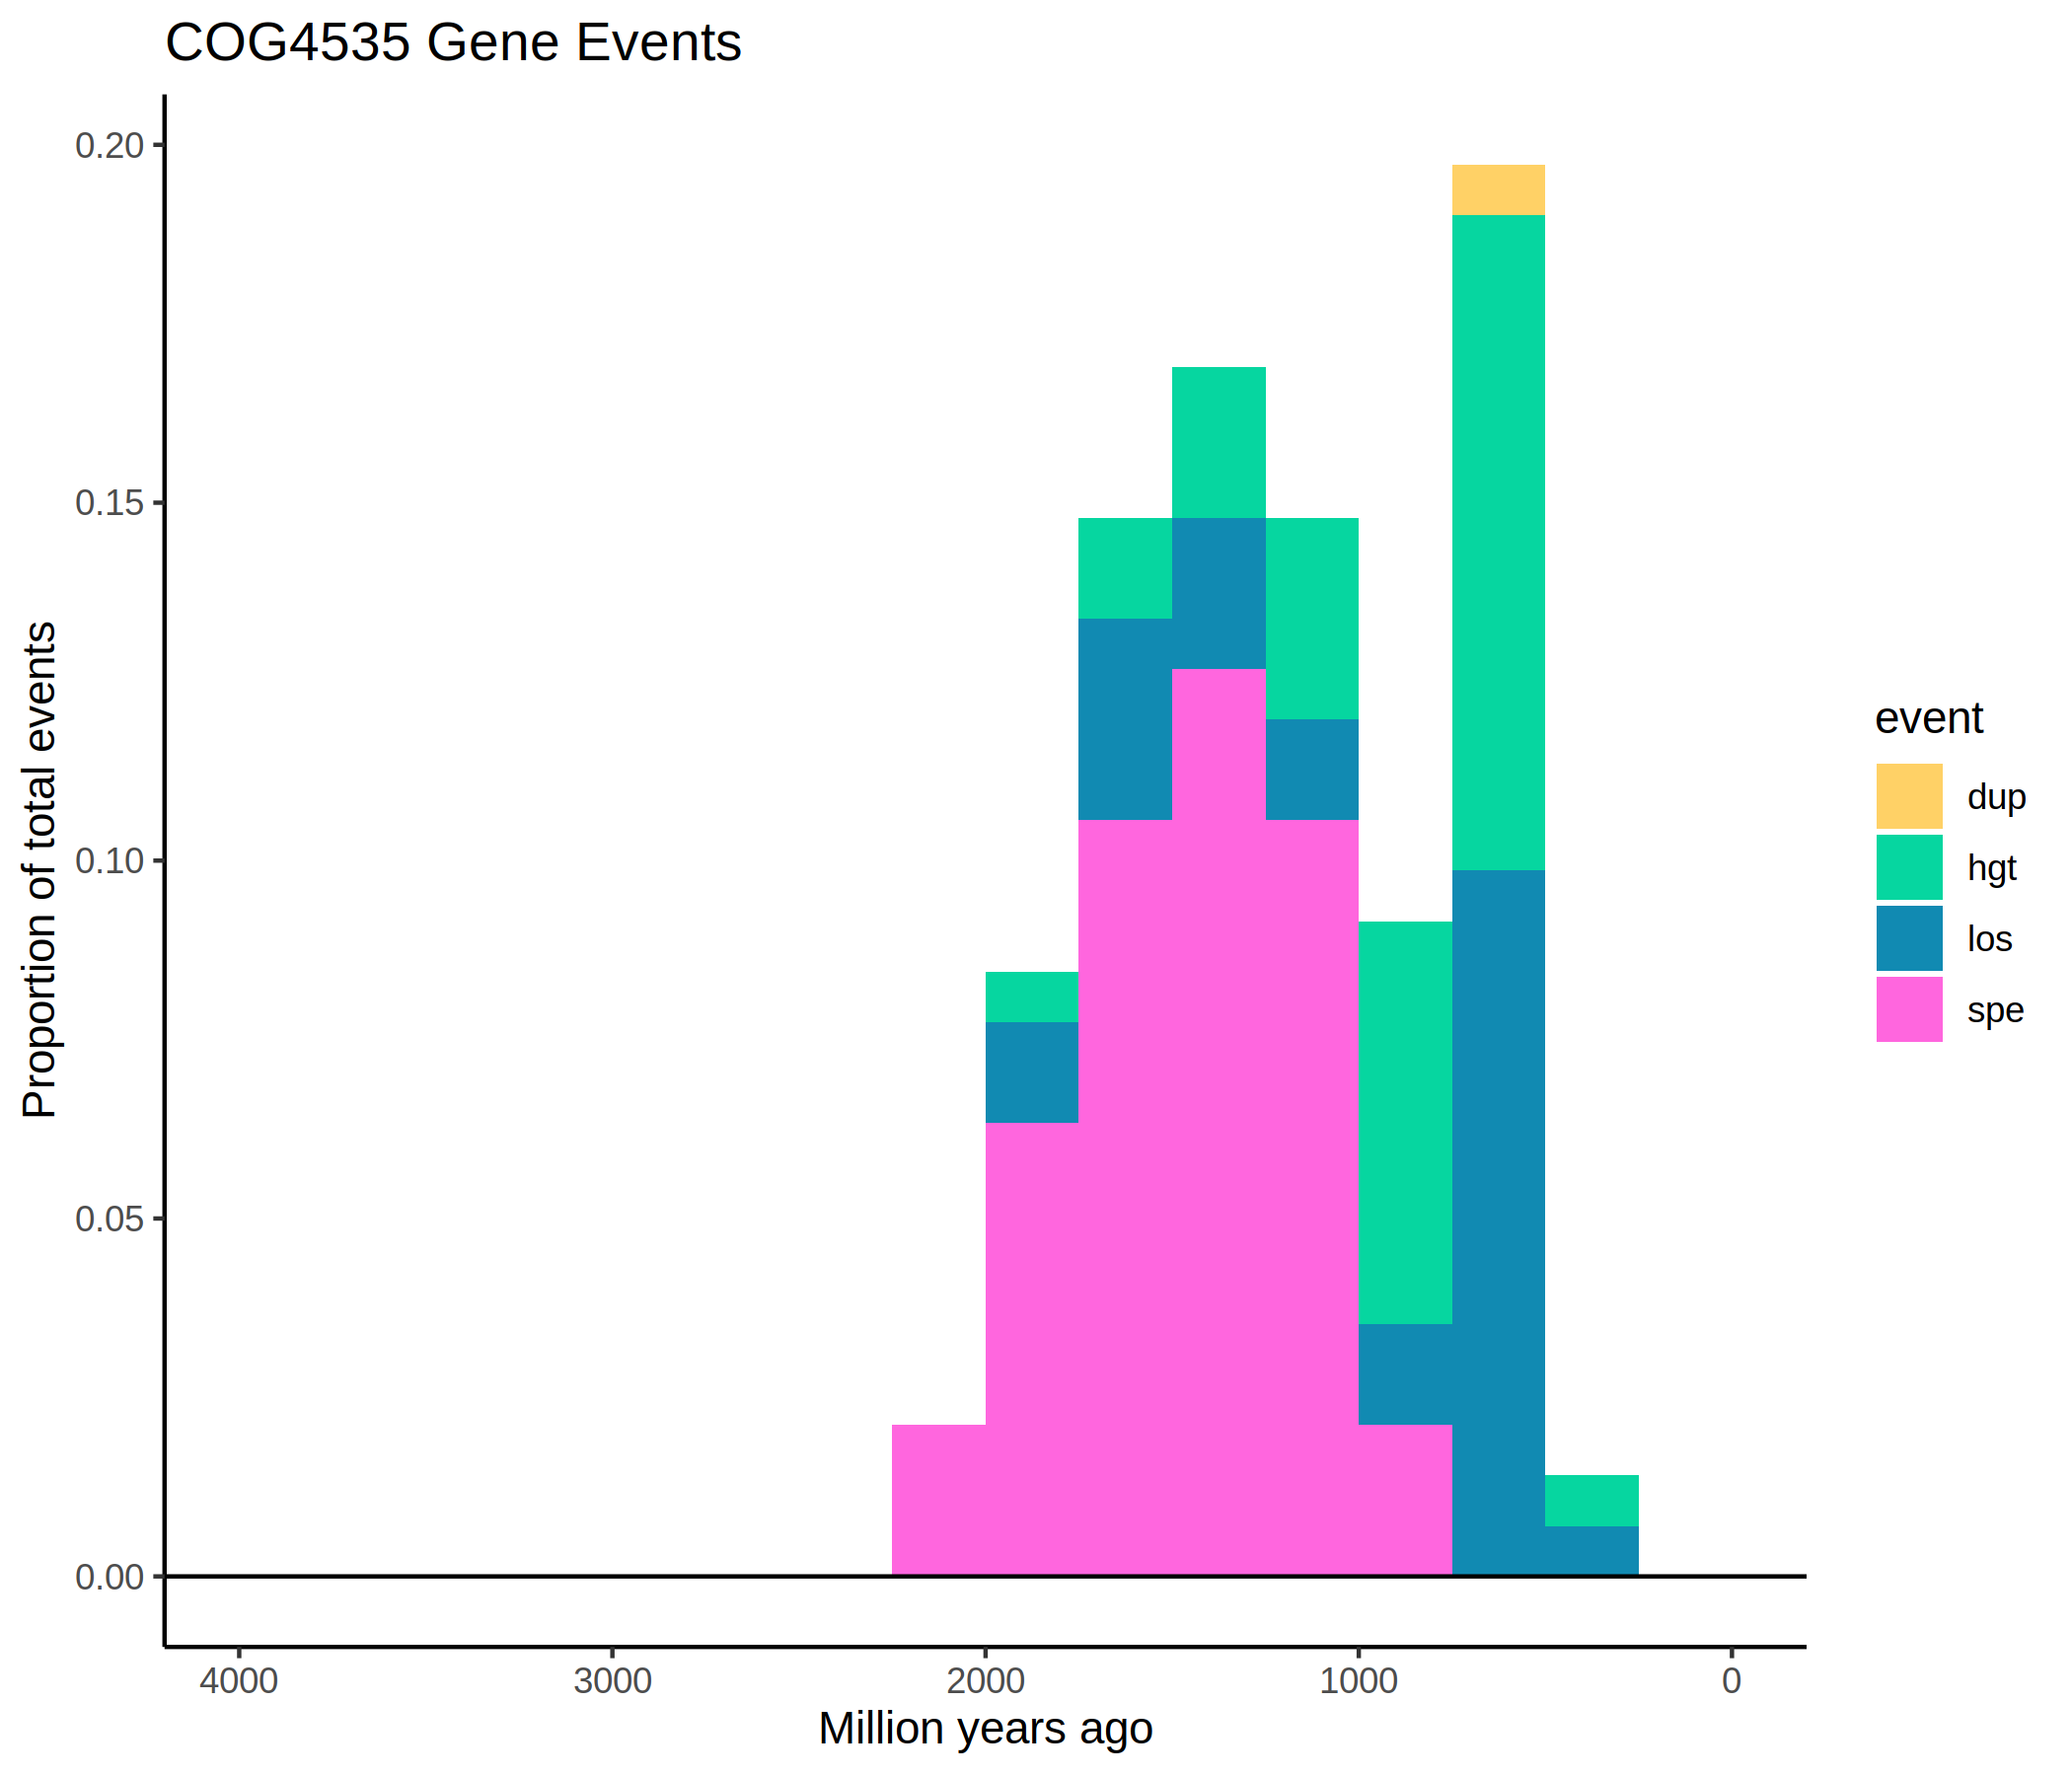 COG4535 Gene Events
0.20
0.15
0.10
0.05
0.00
Proportion of total events
4000 3000 2000 1000 0
Million years ago
event
dup
hgt
los
spe